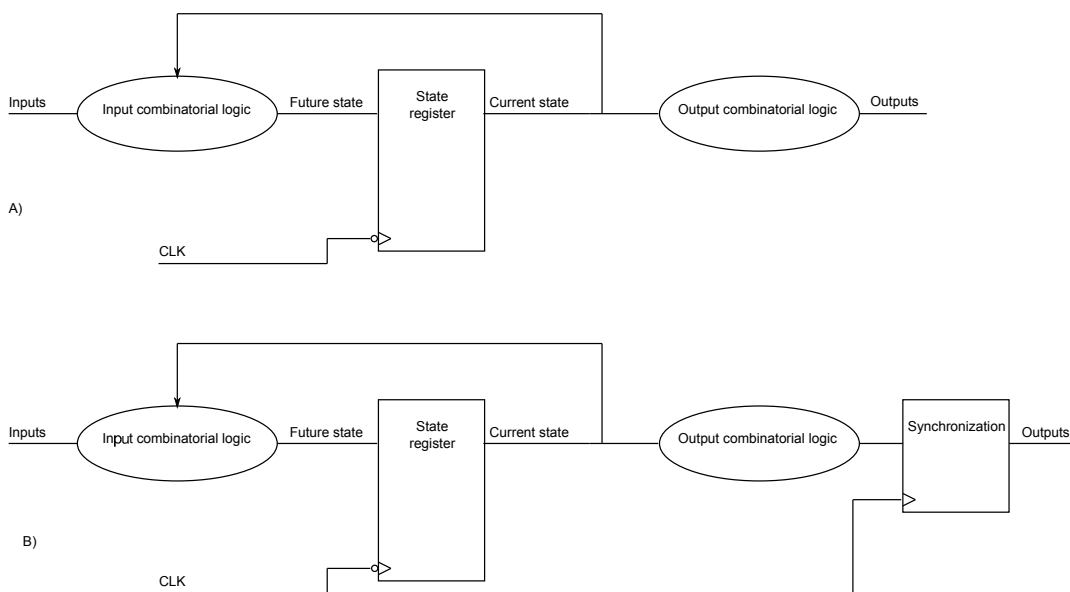 Inputs
Input combinatorial logic
Future state
State
register
Current state
Output combinatorial logic
Outputs
A)
CLK
Inputs
Input combinatorial logic
Future state
State
register
Current state
Output combinatorial logic
Synchronization
Outputs
B)
CLK